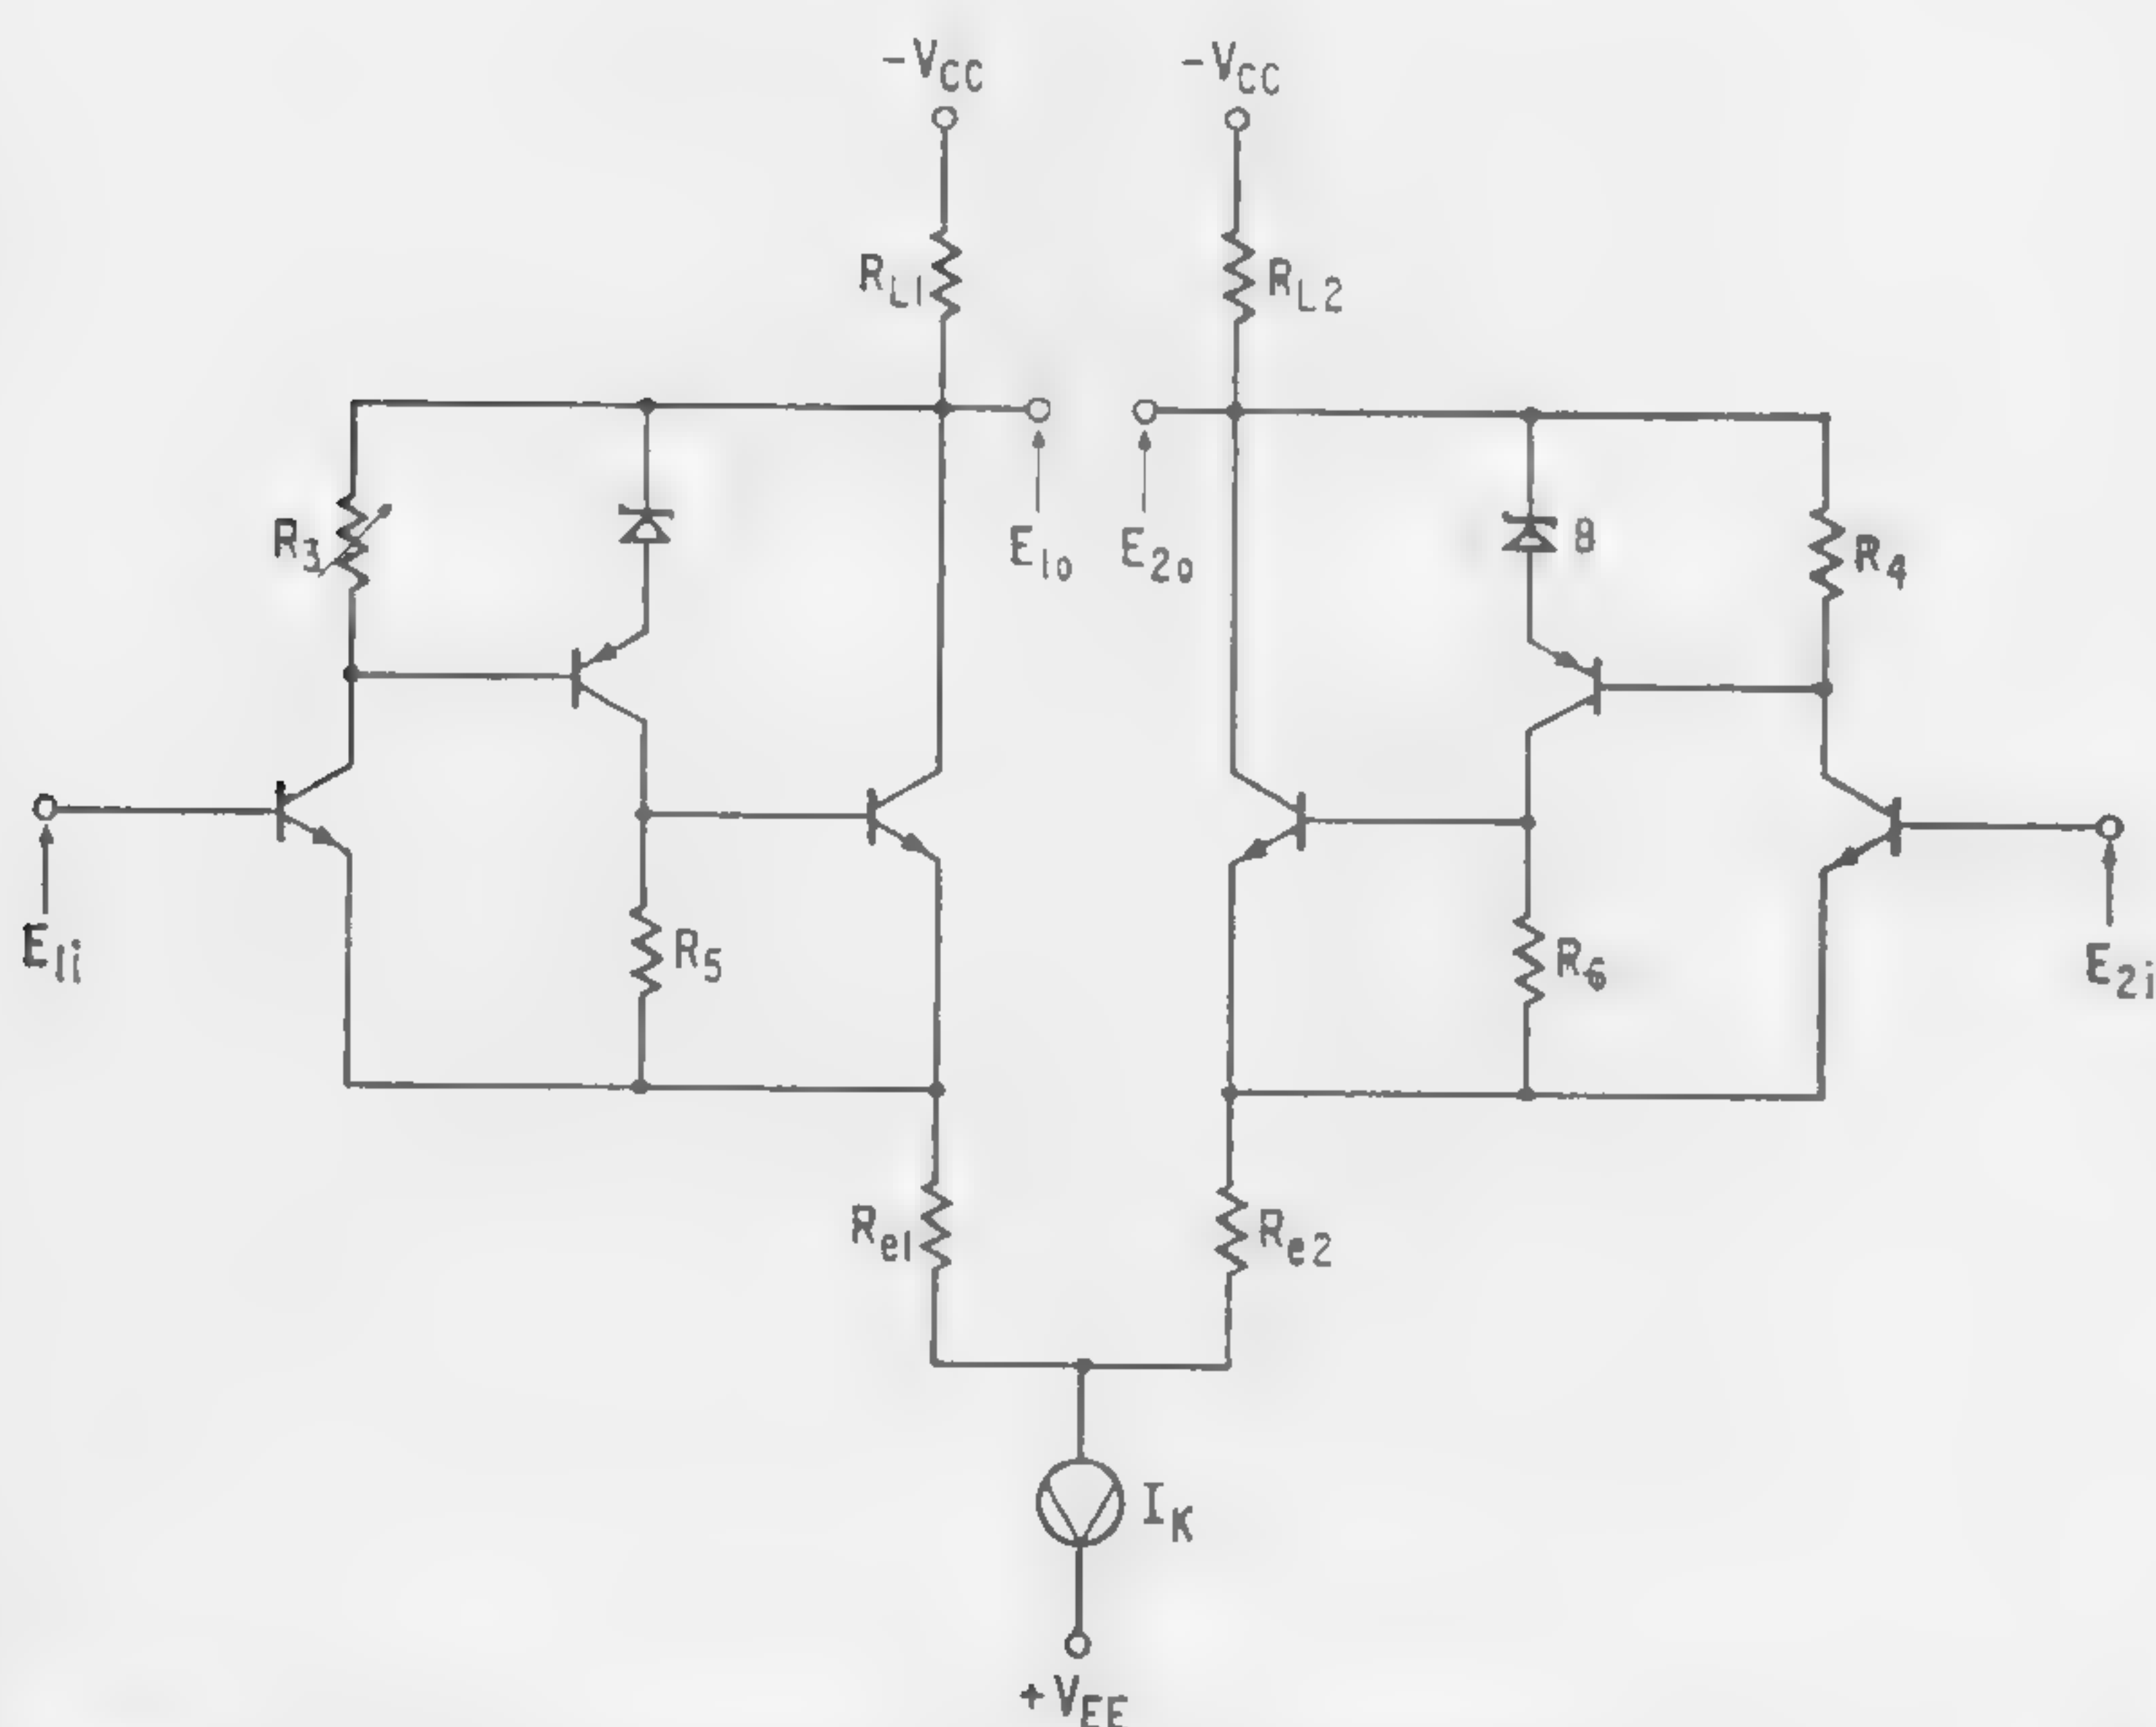 -VCC
-VCC
RL1
RL2
R3
E1o
E2o
8
R4
E1i
R5
R6
E2i
Re1
Re2
IK
+VEE